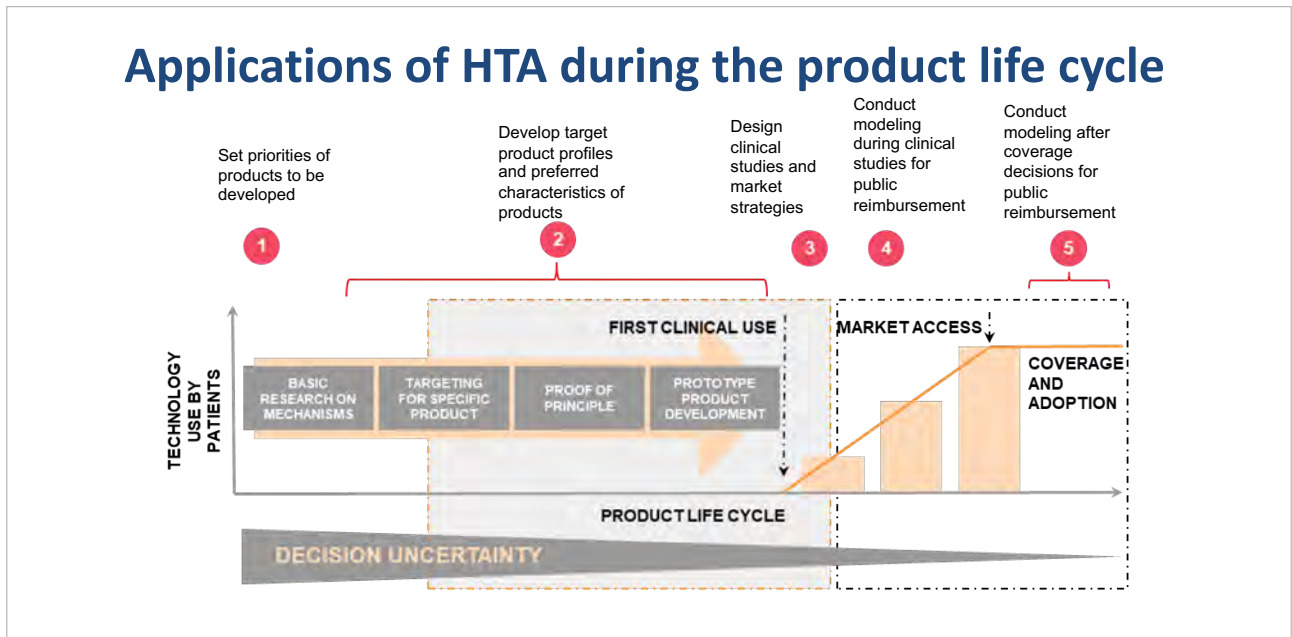 Applications of HTA during the product life cycle
Set priorities of
products to be
developed
Develop target
product profiles
and preferred
characteristics of
products
Design
clinical
studies and
market
strategies
Conduct
modeling
during clinical
studies for
public
reimbursement
Conduct
modeling after
coverage
decisions for
public
reimbursement
1
2
3
4
5
TECHNOLOGY
USE BY
PATIENTS
FIRST CLINICAL USE
MARKET ACCESS
BASIC
RESEARCH ON
MECHANISMS
TARGETING
FOR SPECIFIC
PRODUCT
PROOF OF
PRINCIPLE
PROTOTYPE
PRODUCT
DEVELOPMENT
COVERAGE
AND
ADOPTION
PRODUCT LIFE CYCLE
DECISION UNCERTAINTY